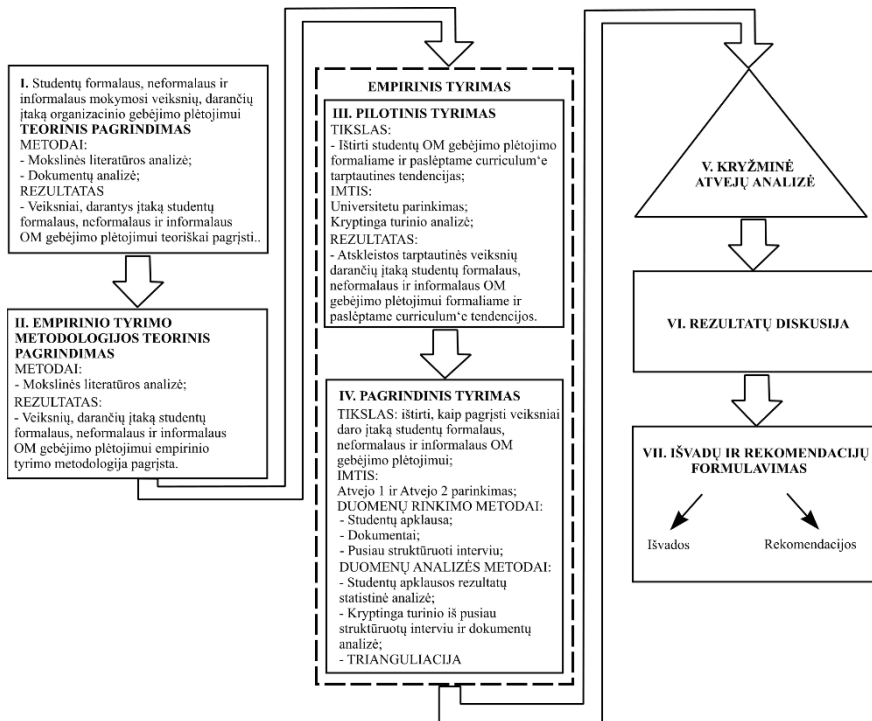 I. Studentų formalaus, neformalaus ir
informalaus mokymosi veiksnių, darančių
įtaką organizacinio gebėjimo plėtojimui
TEORINIS PAGRINDIMAS
METODAI:
- Mokslinės literatūros analizė;
- Dokumentų analizė;
REZULTATAS
- Veiksniai, darantys įtaką studentų
formalaus, neformalaus ir informalaus
OM gebėjimo plėtojimui teoriškai pagrįsti..
II. EMPIRINIO TYRIMO
METODOLOGIJOS TEORINIS
PAGRINDIMAS
METODAI:
- Mokslinės literatūros analizė;
REZULTATAS:
- Veiksnių, darančių įtaką studentų
formalaus, neformalaus ir informalaus
OM gebėjimo plėtojimui empirinio
tyrimo metodologija pagrįsta.
EMPIRINIS TYRIMAS
III. PILOTINIS TYRIMAS
TIKSLAS:
- Ištirti studentų OM gebėjimo plėtojimo
formaliame ir paslėptame curriculum‘e
tarptautines tendencijas;
IMTIS:
Universitetu parinkimas;
Kryptinga turinio analizė;
REZULTATAS:
- Atskleistos tarptautinės veiksnių
darančių įtaką studentų formalaus,
neformalaus ir informalaus OM
gebėjimo plėtojimui formaliame ir
paslėptame curriculum‘e tendencijos.
IV. PAGRINDINIS TYRIMAS
TIKSLAS: ištirti, kaip pagrįsti veiksniai
daro įtaką studentų formalaus,
neformalaus ir informalaus OM
gebėjimo plėtojimui;
IMTIS:
Atvejo 1 ir Atvejo 2 parinkimas;
DUOMENŲ RINKIMO METODAI:
- Studentų apklausa;
- Dokumentai;
- Pusiau struktūruoti interviu;
DUOMENŲ ANALIZĖS METODAI:
- Studentų apklausos rezultatų
statistinė analizė;
- Kryptinga turinio iš pusiau
struktūruotų interviu ir dokumentų
analizė;
- TRIANGULIACIJA
V. KRYŽMINĖ
ATVEJŲ ANALIZĖ
VI. REZULTATŲ DISKUSIJA
VII. IŠVADŲ IR REKOMENDACIJŲ
FORMULAVIMAS
Išvados
Rekomendacijos